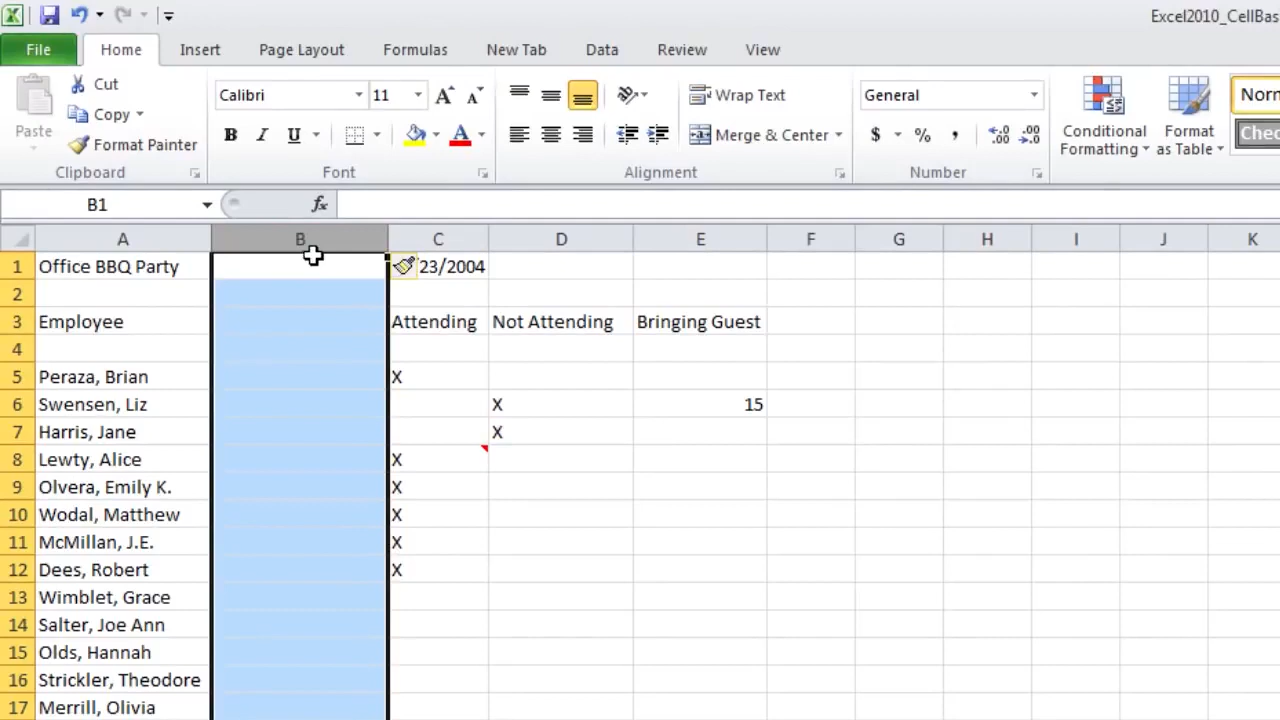 Excel2010_CellBas
File Home Insert Page Layout Formulas New Tab Data Review View
Paste
Cut
Copy
Format Painter
Clipboard
Calibri 11 A A
B I U A
Font
Wrap Text
Merge & Center
Alignment
General
$ % , .00 .00
Number
Conditional Formatting
Format as Table
Norm
Chec
B1 fx
A B C D E F G H I J K
1 Office BBQ Party 23/2004
2
3 Employee Attending Not Attending Bringing Guest
4
5 Peraza, Brian X
6 Swensen, Liz X 15
7 Harris, Jane X
8 Lewty, Alice X
9 Olvera, Emily K. X
10 Wodal, Matthew X
11 McMillan, J.E. X
12 Dees, Robert X
13 Wimblet, Grace
14 Salter, Joe Ann
15 Olds, Hannah
16 Strickler, Theodore
17 Merrill, Olivia